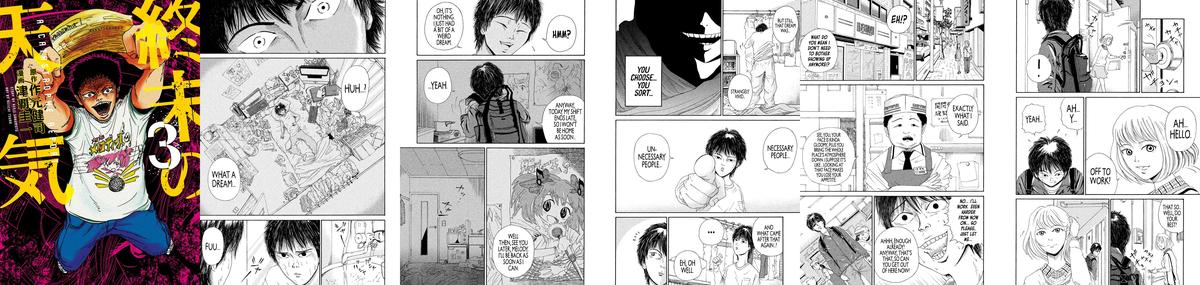 終末の
天気
3
HUH..?
WHAT A
DREAM...
FUU...
OH, IT'S
NOTHING.
I JUST HAD
A BIT OF A
WEIRD
DREAM.
HMM?
..YEAH.
ANYWAY,
TODAY MY SHIFT
ENDS LATE,
SO I WON'T
BE HOME
AS SOON.
WELL
THEN, SEE YOU
LATER, MELODY.
I'LL BE BACK
AS SOON AS I
CAN.
YOU
CHOOSE...
YOU
SORT...
BUT STILL,
THAT DREAM
WAS...
STRANGELY
VIVID.
UN-
NECESSARY
PEOPLE...
NECESSARY
PEOPLE...
...
EH, OH
WELL.
AND
WHAT CAME
AFTER THAT
AGAIN..?
EH!?
WHAT DO
YOU MEAN I
DON'T NEED
TO BOTHER
SHOWING UP
ANYMORE?
EXACTLY
WHAT I
SAID.
SEE, YOU, YOUR
FACE IS KINDA
GLOOMY, PLUS YOU
BRING THE WHOLE
PLACE'S ATMOSPHERE
DOWN. I SUPPOSE IT'S
LIKE... LOOKING AT
THAT FACE MAKES
YOU LOSE YOUR
APPETITE.
NO... I'LL
WORK EVEN
HARDER
FROM NOW
ON... SO
PLEASE,
JUST LET
ME...
AHHH, ENOUGH
ALREADY!
ANYWAY, THAT'S
THAT, SO CAN YOU
GET OUT
OF HERE NOW!
!
YEAH...
AH...
Y...
AH...
HELLO.
OFF TO
WORK?
THAT SO...
WELL, DO
YOUR
BEST!